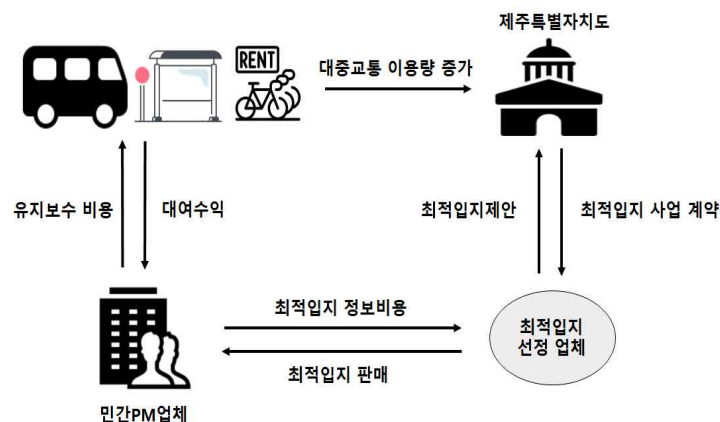 제주특별자치도
RENT
대중교통 이용량 증가
유지보수 비용
대여수익
최적입지제안
최적입지 사업 계약
최적입지 정보비용
최적입지
선정 업체
최적입지 판매
민간PM업체